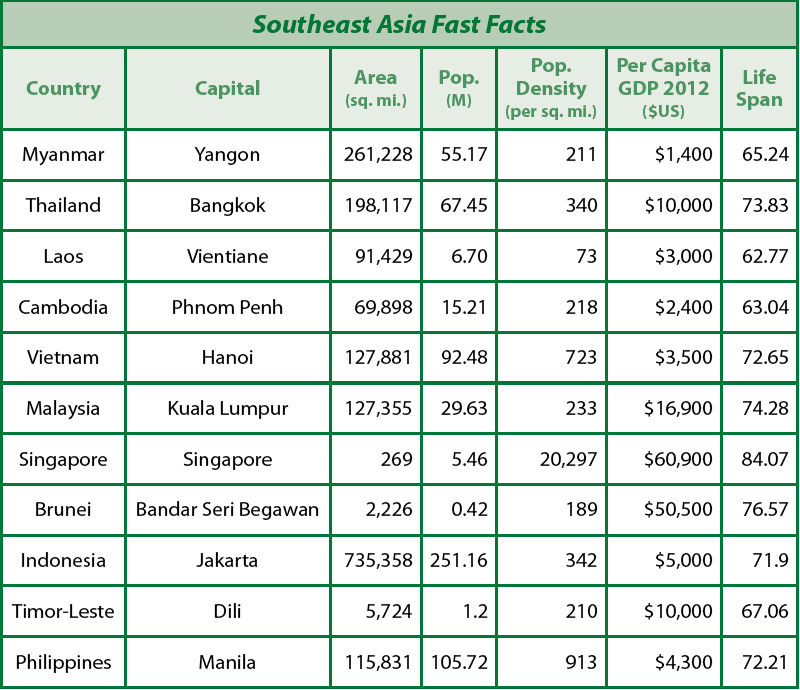 Southeast Asia Fast Facts
Country Capital Area (sq. mi.) Pop. (M) Pop. Density (per sq. mi.) Per Capita GDP 2012 ($US) Life Span
Myanmar Yangon 261,228 55.17 211 $1,400 65.24
Thailand Bangkok 198,117 67.45 340 $10,000 73.83
Laos Vientiane 91,429 6.70 73 $3,000 62.77
Cambodia Phnom Penh 69,898 15.21 218 $2,400 63.04
Vietnam Hanoi 127,881 92.48 723 $3,500 72.65
Malaysia Kuala Lumpur 127,355 29.63 233 $16,900 74.28
Singapore Singapore 269 5.46 20,297 $60,900 84.07
Brunei Bandar Seri Begawan 2,226 0.42 189 $50,500 76.57
Indonesia Jakarta 735,358 251.16 342 $5,000 71.9
Timor-Leste Dili 5,724 1.2 210 $10,000 67.06
Philippines Manila 115,831 105.72 913 $4,300 72.21